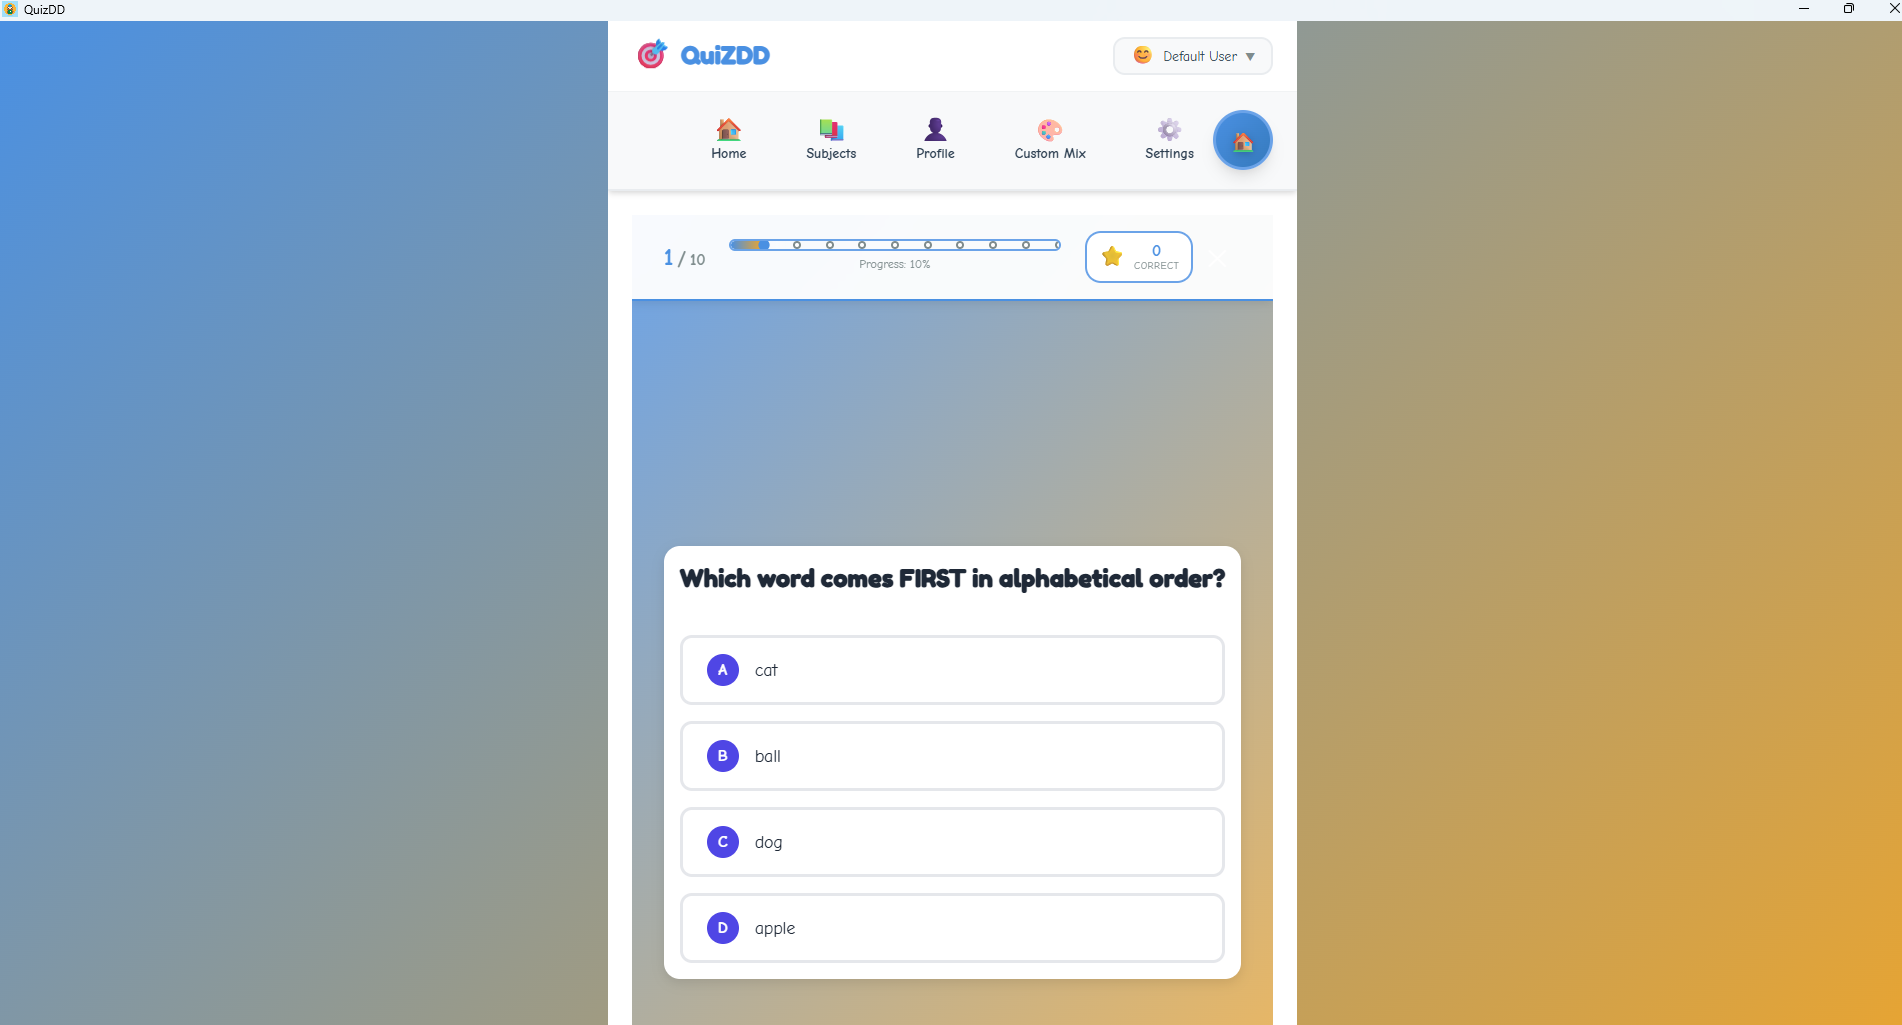 QuizDD
QuiZDD
Default User ▼
Home
Subjects
Profile
Custom Mix
Settings
1 / 10
Progress: 10%
0
CORRECT
Which word comes FIRST in alphabetical order?
A cat
B ball
C dog
D apple